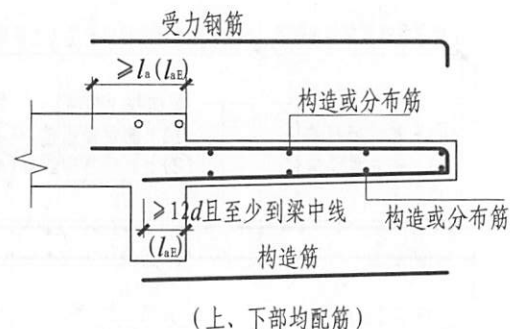 受力钢筋
≥la(laE)
构造或分布筋
≥12d且至少到梁中线
(laE)
构造或分布筋
构造筋
(上、下部均配筋)